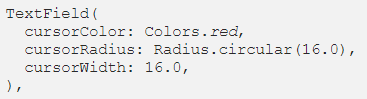 TextField(
  cursorColor: Colors.red,
  cursorRadius: Radius.circular(16.0),
  cursorWidth: 16.0,
),